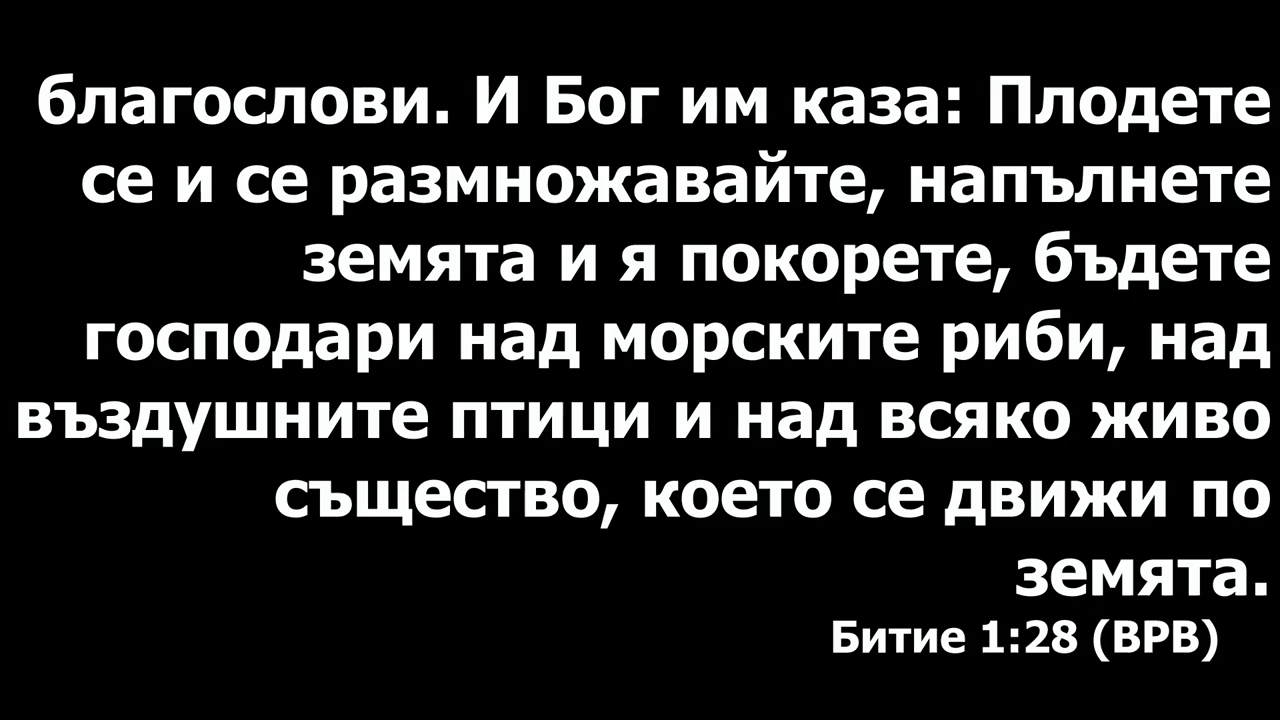 благослови. И Бог им каза: Плодете
се и се размножавайте, напълнете
земята и я покорете, бъдете
господари над морските риби, над
въздушните птици и над всяко живо
същество, което се движи по
земята.
Битие 1:28 (ВРВ)